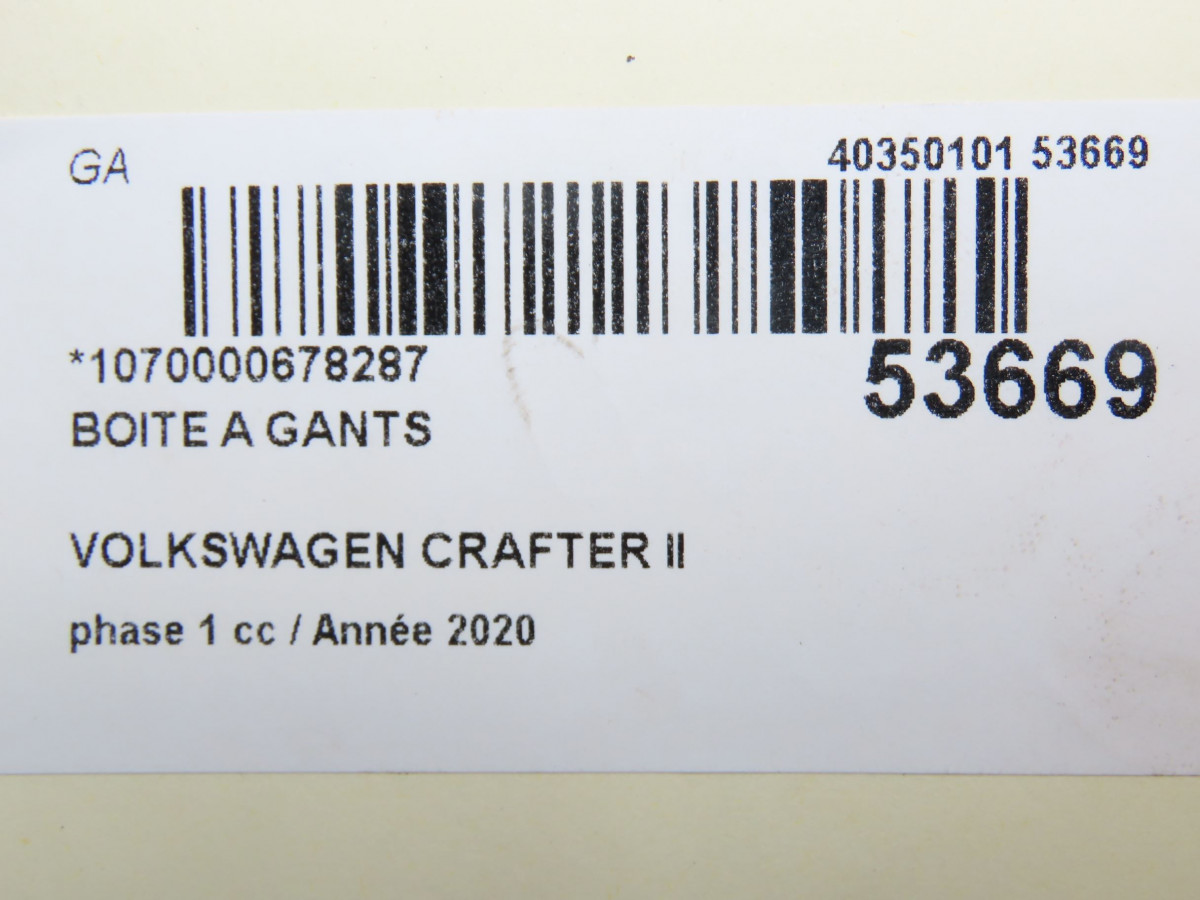 GA
40350101 53669
*1070000678287
53669
BOITE A GANTS
VOLKSWAGEN CRAFTER II
phase 1 cc / Année 2020